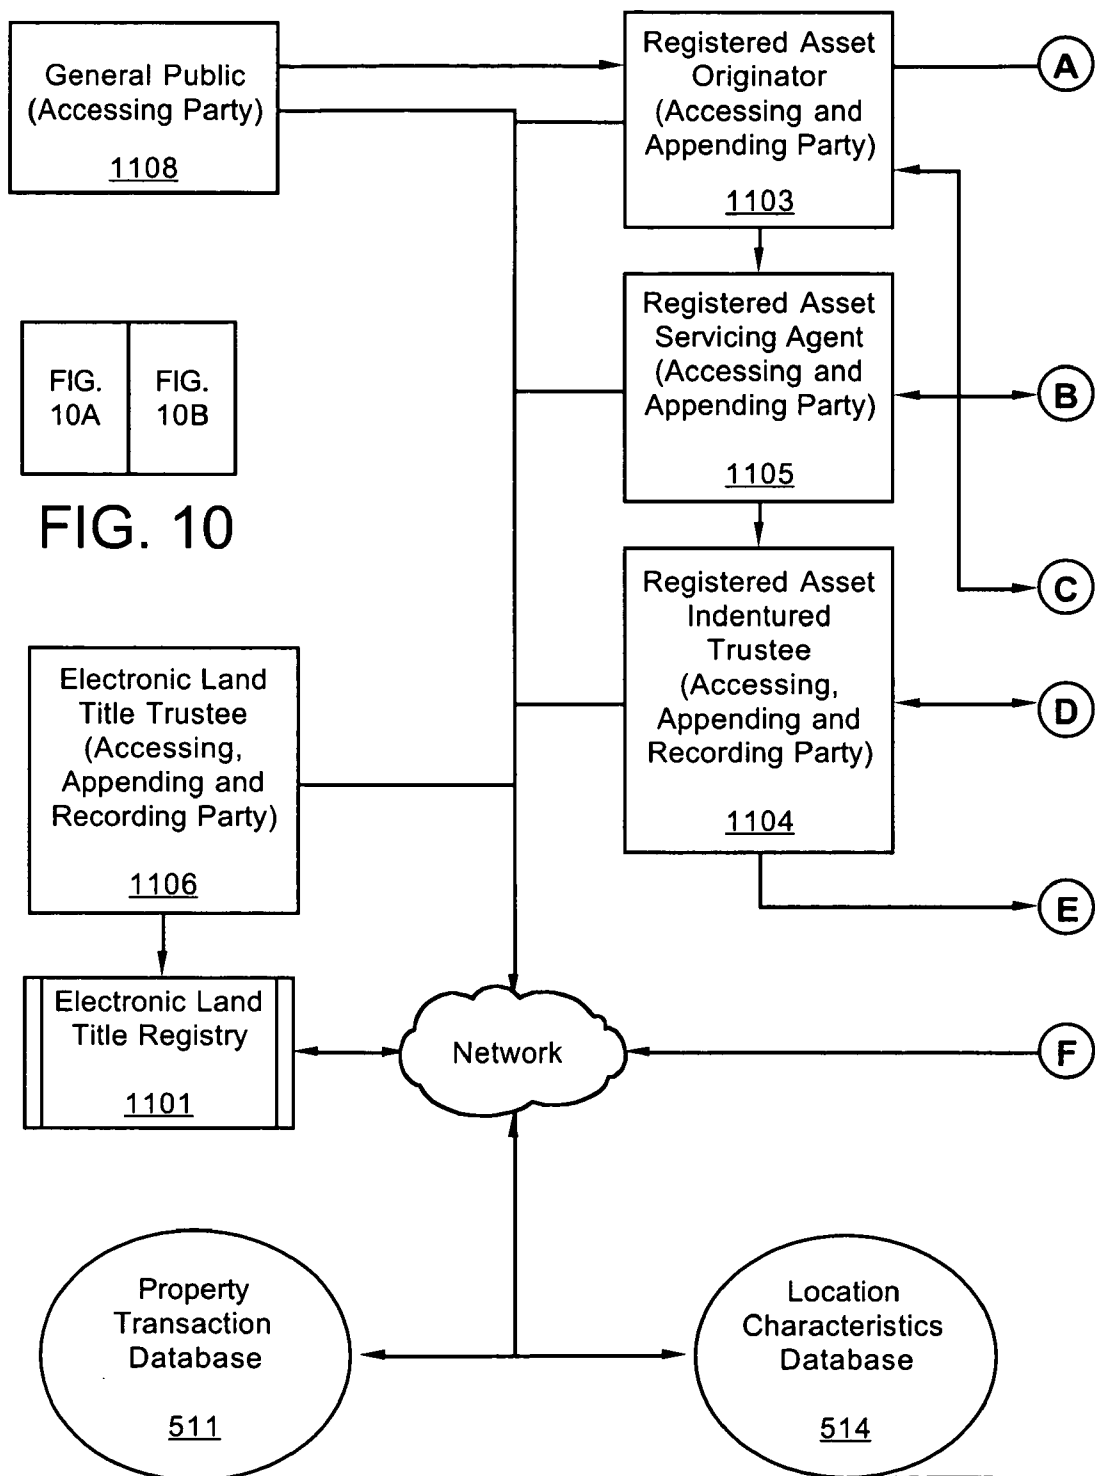 General Public
(Accessing Party)
1108
Registered Asset
Originator
(Accessing and
Appending Party)
1103
A
FIG.
10A
FIG.
10B
FIG. 10
Registered Asset
Servicing Agent
(Accessing and
Appending Party)
1105
B
Registered Asset
Indentured
Trustee
(Accessing,
Appending and
Recording Party)
1104
C
D
E
Electronic Land
Title Trustee
(Accessing,
Appending and
Recording Party)
1106
Electronic Land
Title Registry
1101
Network
F
Property
Transaction
Database
511
Location
Characteristics
Database
514